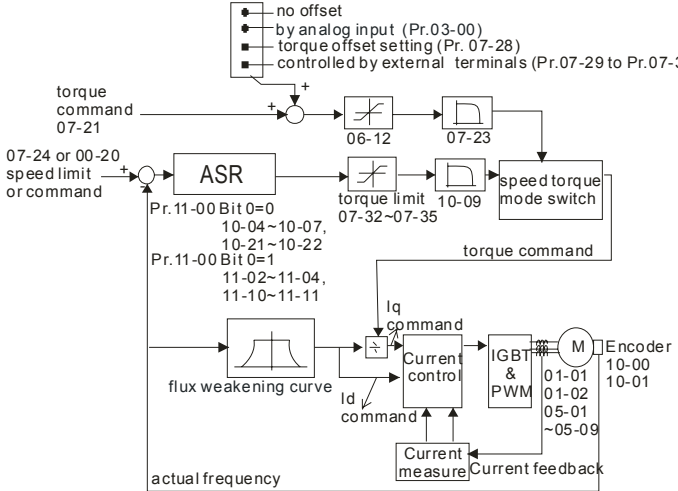 no offset
by analog input (Pr.03-00)
torque offset setting (Pr. 07-28)
controlled by external terminals (Pr.07-29 to Pr.07-3
+
torque
command
07-21
+
06-12
07-23
07-24 or 00-20
speed limit
or command
+
-
ASR
torque limit
07-32~07-35
10-09
speed torque
mode switch
Pr.11-00 Bit 0=0
10-04~10-07,
10-21~10-22
Pr.11-00 Bit 0=1
11-02~11-04,
11-10~11-11
torque command
Iq
command
÷
flux weakening curve
Id
command
Current
control
IGBT
&
PWM
M
Encoder
10-00
10-01
01-01
01-02
05-01
~05-09
Current
measure
Current feedback
actual frequency